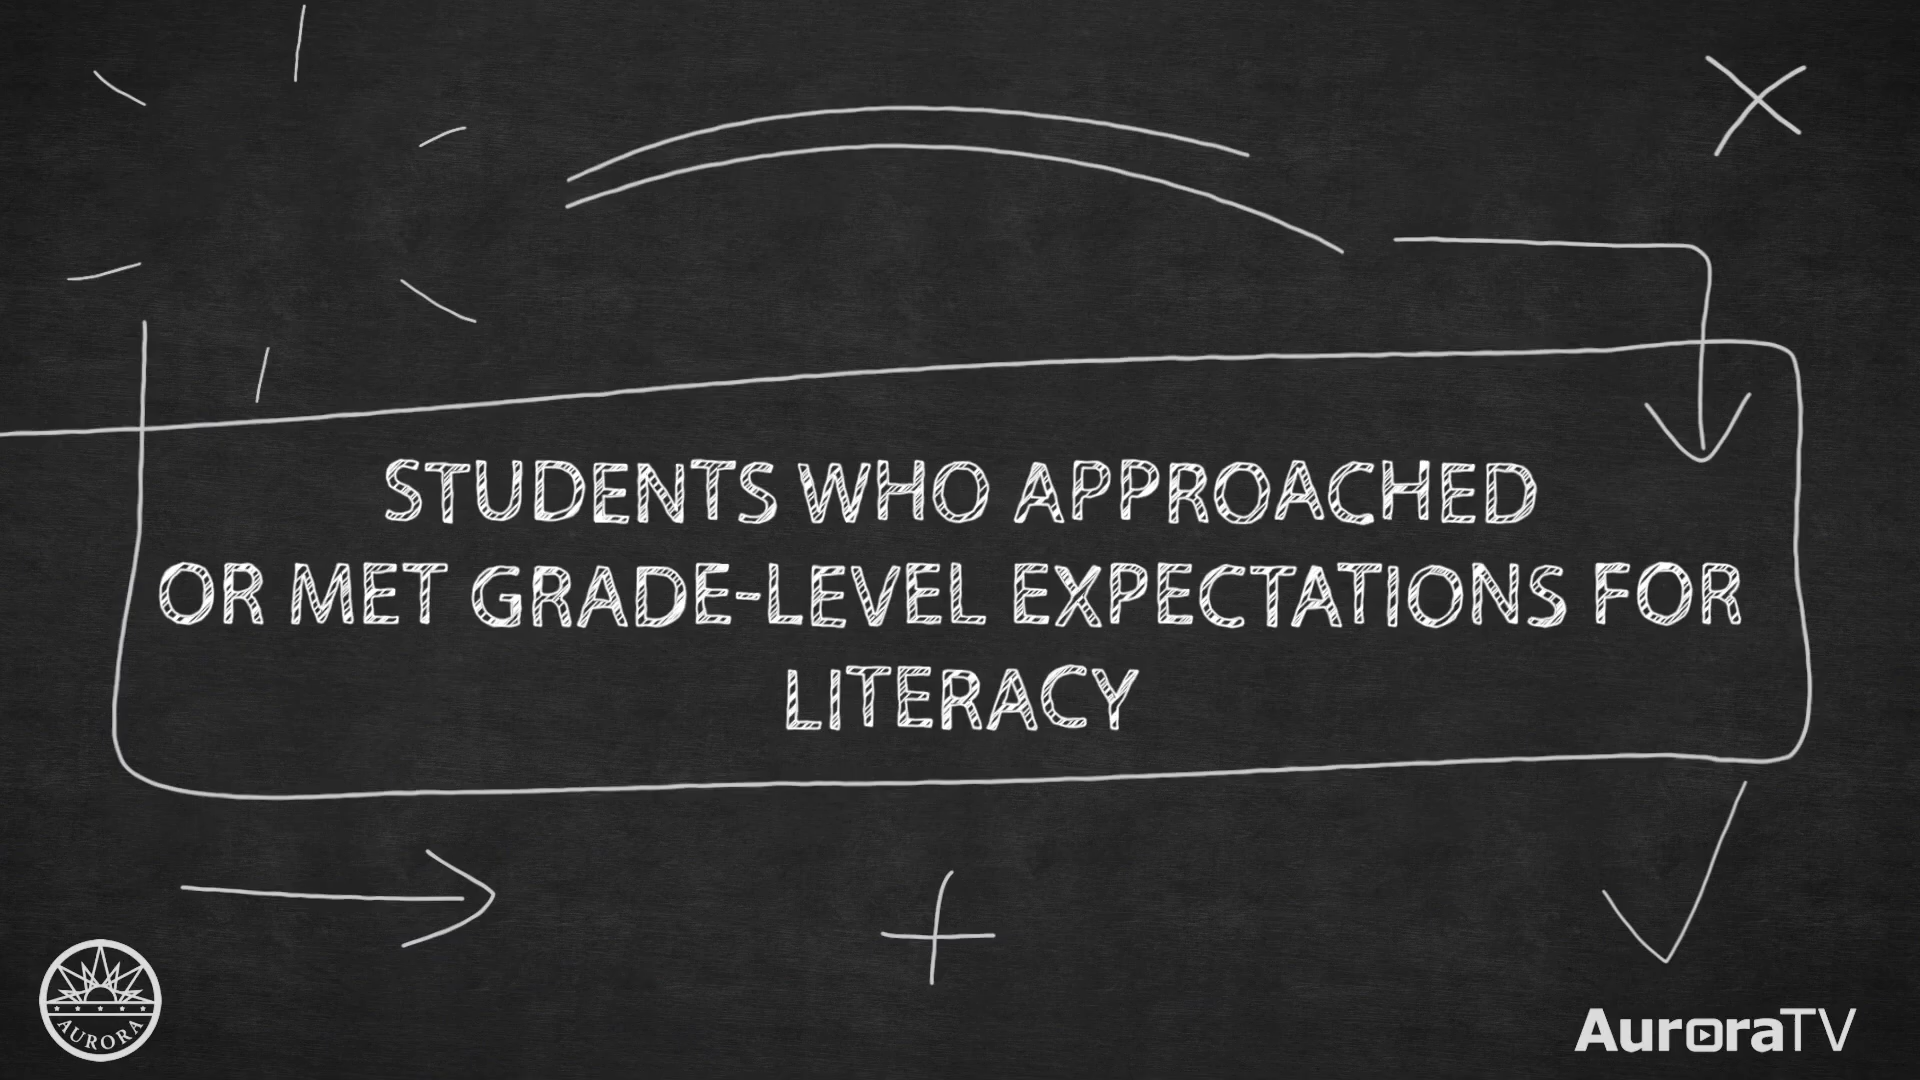 STUDENTS WHO APPROACHED
OR MET GRADE-LEVEL EXPECTATIONS FOR
LITERACY
AURORA
AuroraTV